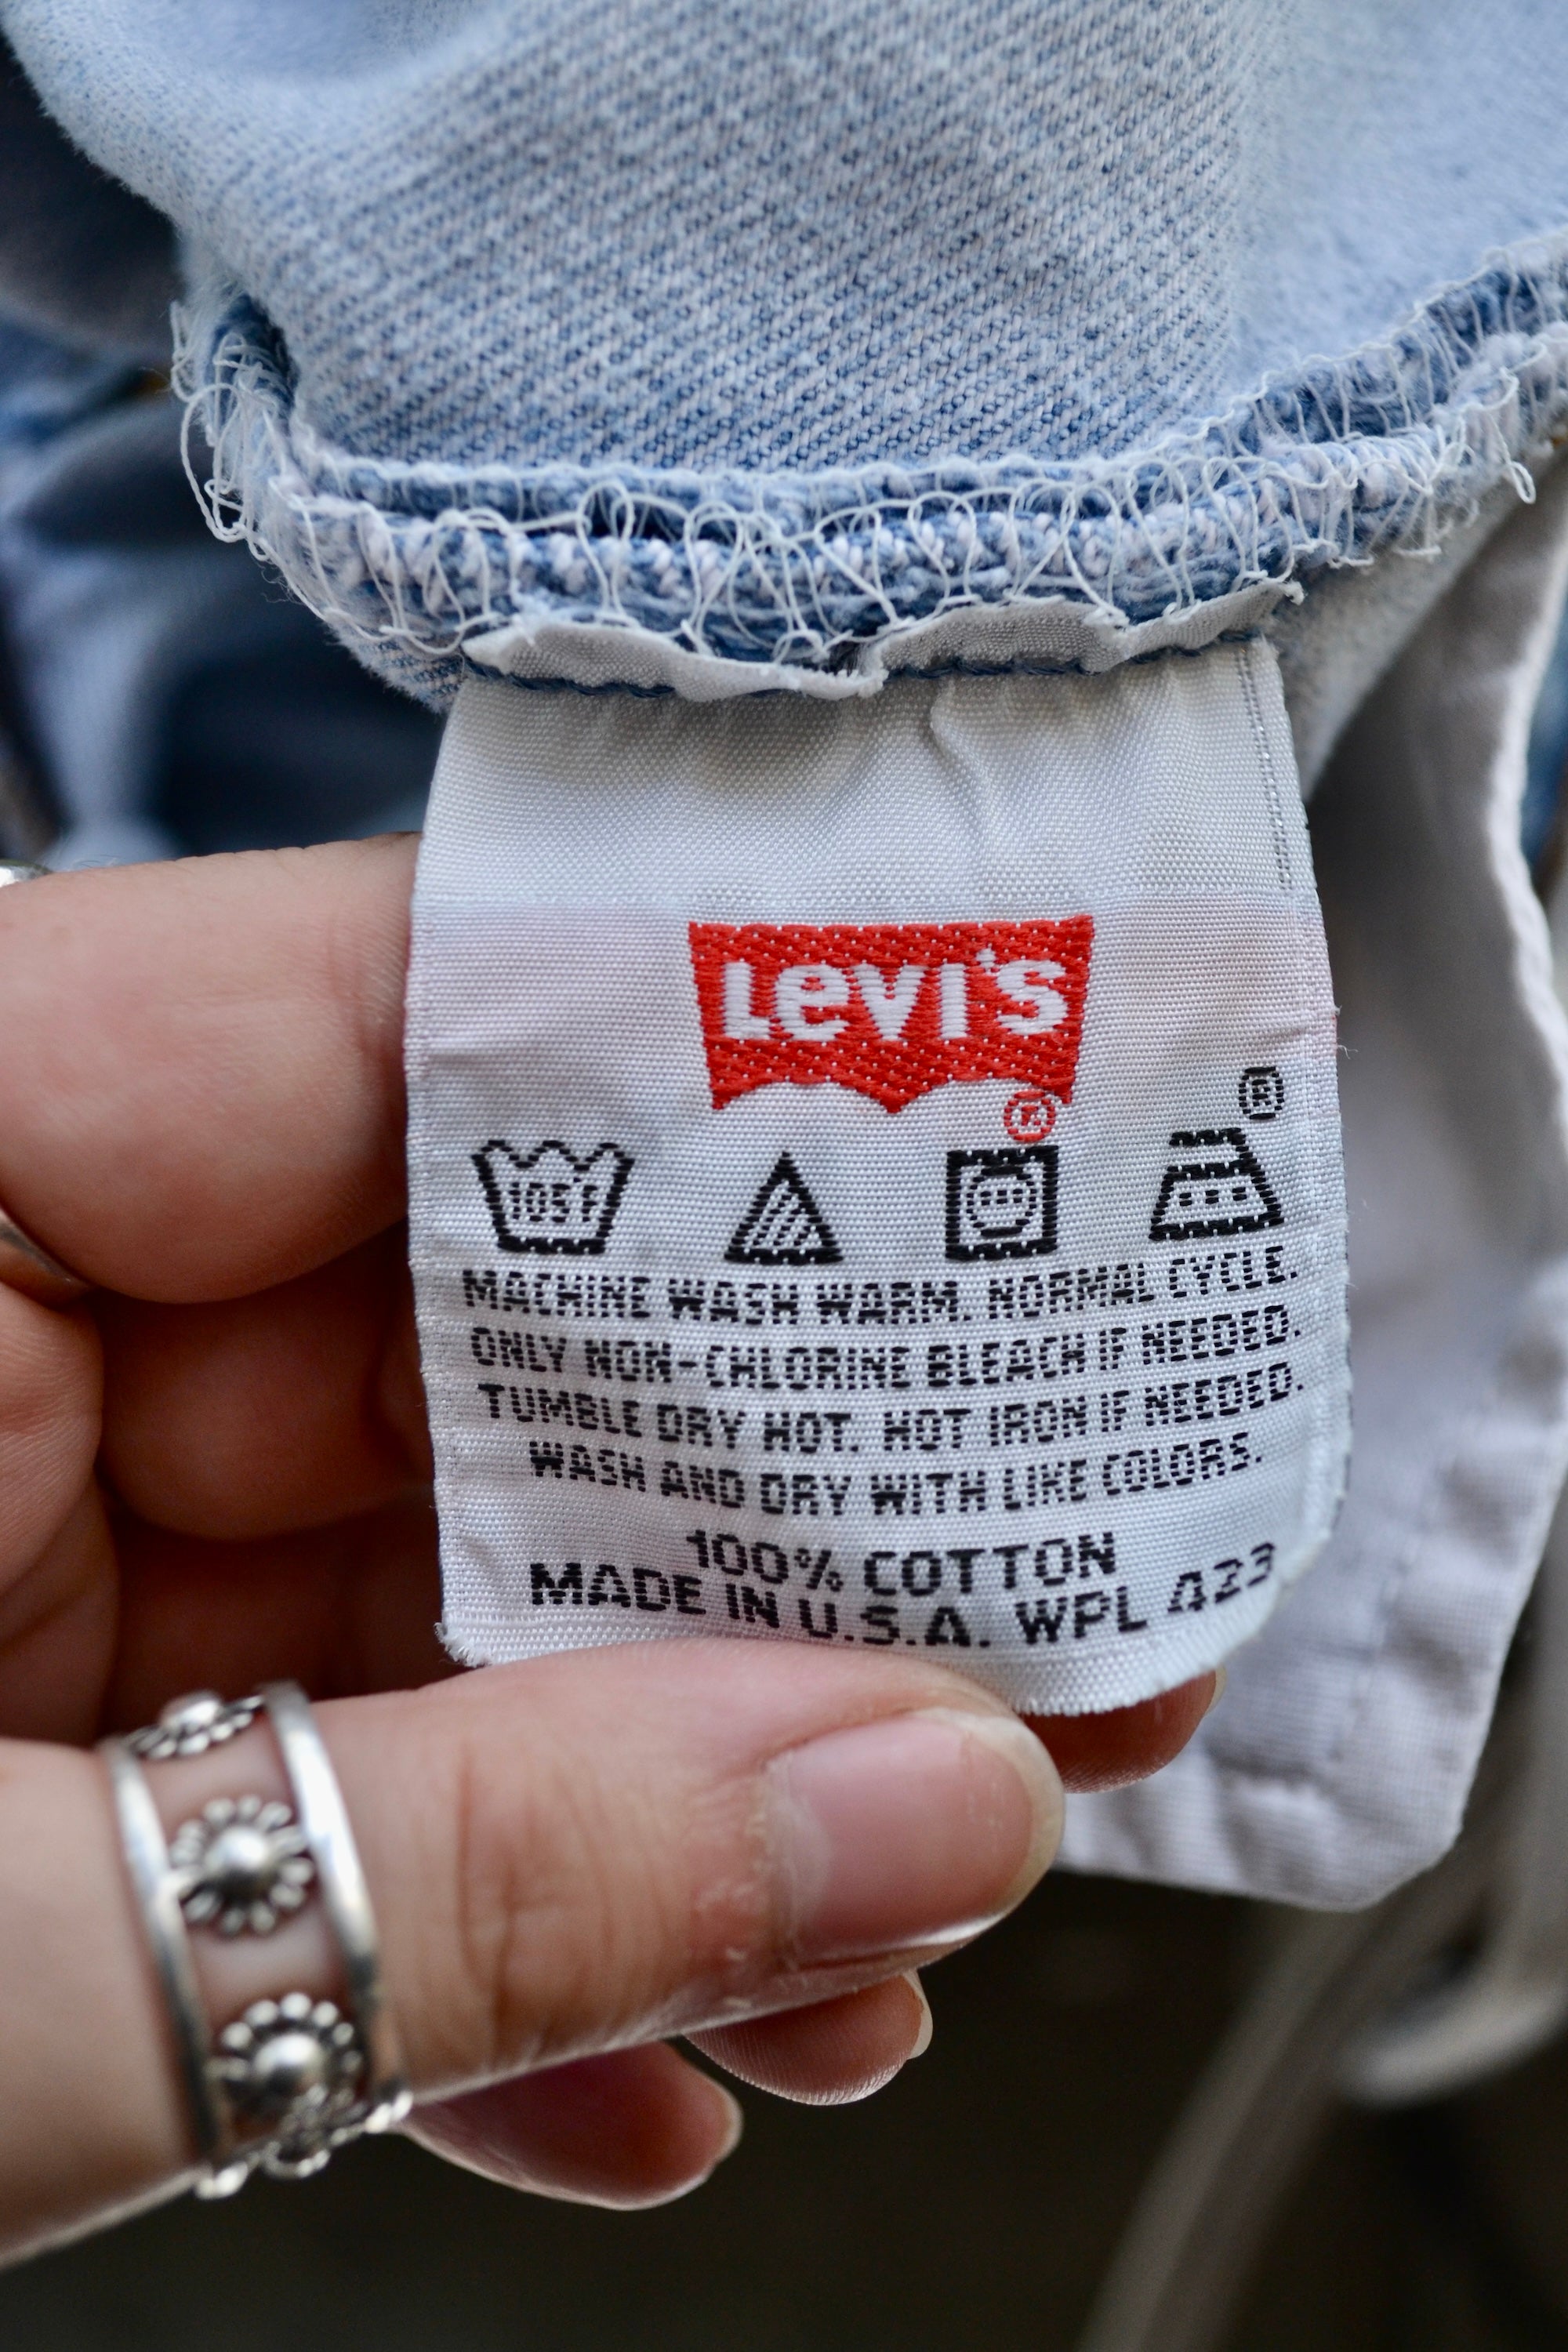 LEVI'S
®
®
105°F
MACHINE WASH WARM. NORMAL CYCLE.
ONLY NON-CHLORINE BLEACH IF NEEDED.
TUMBLE DRY HOT. HOT IRON IF NEEDED.
WASH AND DRY WITH LIKE COLORS.
100% COTTON
MADE IN U.S.A. WPL 423